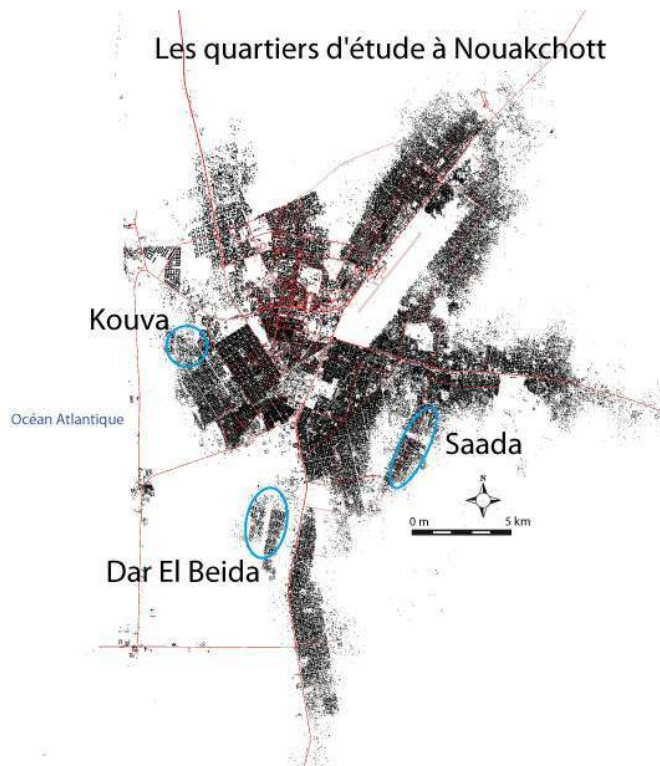 Les quartiers d'étude à Nouakchott
Kouva
Océan Atlantique
Saada
N
0 m 5 km
Dar El Beida